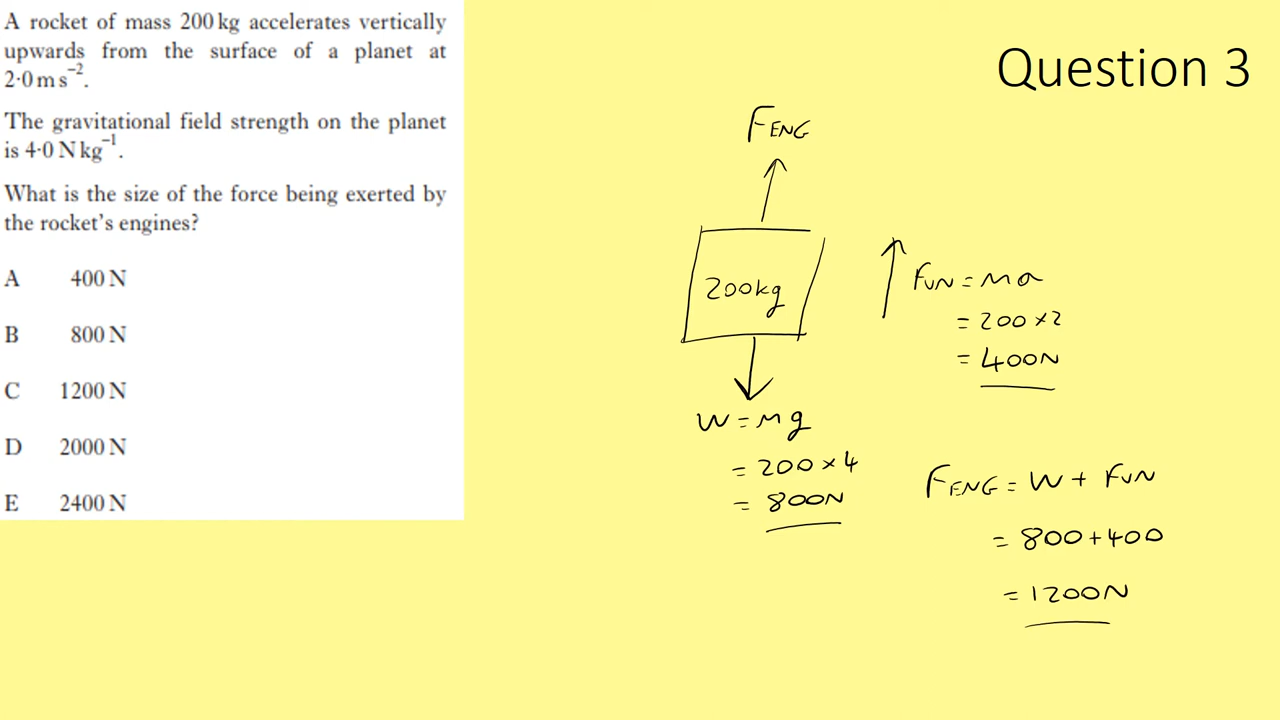 A rocket of mass 200 kg accelerates vertically
upwards from the surface of a planet at
2·0 m s⁻².
The gravitational field strength on the planet
is 4·0 N kg⁻¹.
What is the size of the force being exerted by
the rocket's engines?
A 400 N
B 800 N
C 1200 N
D 2000 N
E 2400 N
Question 3
FENG
200kg
W = mg
= 200 × 4
= 800N
FUN = ma
= 200 × 2
= 400N
FENG = W + FUN
= 800 + 400
= 1200N